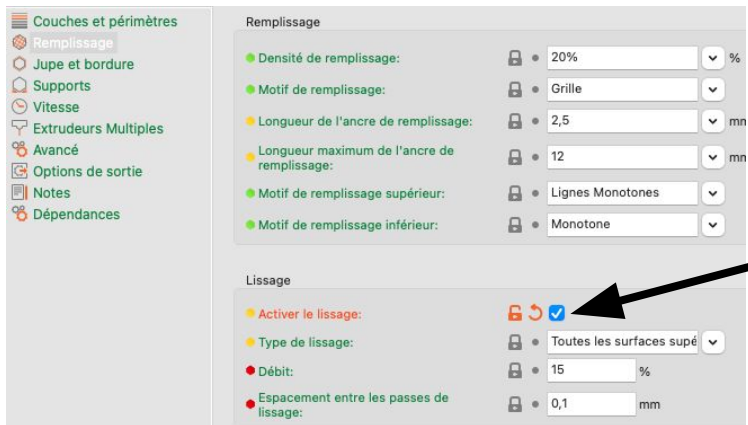 Couches et périmètres
Remplissage
Jupe et bordure
Supports
Vitesse
Extrudeurs Multiples
Avancé
Options de sortie
Notes
Dépendances
Remplissage
Densité de remplissage: 20% %
Motif de remplissage: Grille
Longueur de l'ancre de remplissage: 2,5 mm
Longueur maximum de l'ancre de
remplissage: 12 mm
Motif de remplissage supérieur: Lignes Monotones
Motif de remplissage inférieur: Monotone
Lissage
Activer le lissage:
Type de lissage: Toutes les surfaces supé
Débit: 15 %
Espacement entre les passes de
lissage: 0,1 mm